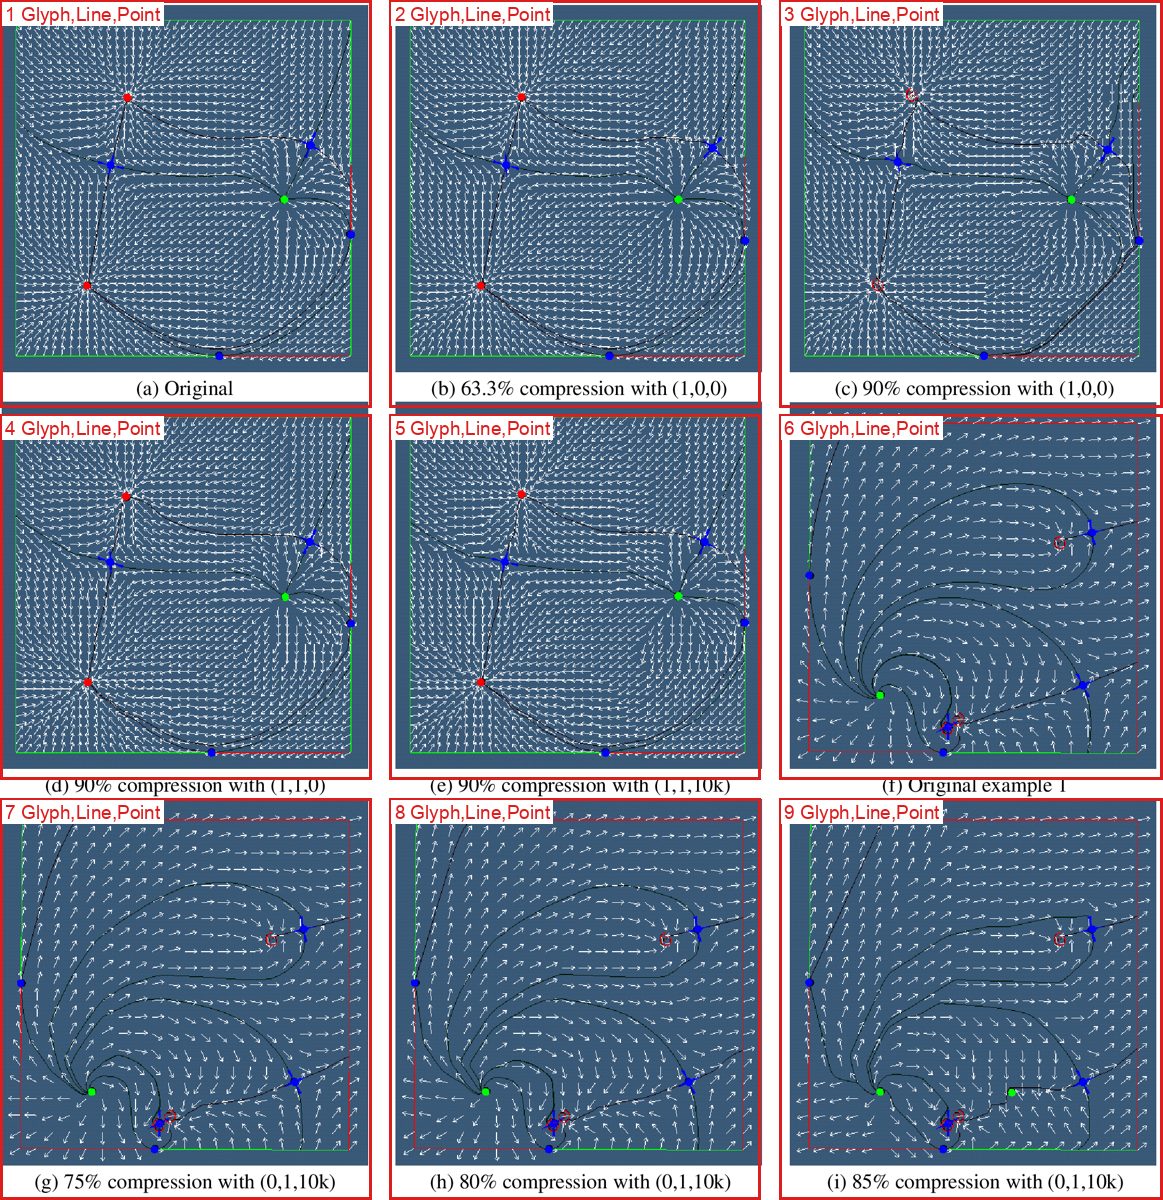 1 Glyph,Line,Point
2 Glyph,Line,Point
3 Glyph,Line,Point
(a) Original
(b) 63.3% compression with (1,0,0)
(c) 90% compression with (1,0,0)
4 Glyph,Line,Point
5 Glyph,Line,Point
6 Glyph,Line,Point
(d) 90% compression with (1,1,0)
(e) 90% compression with (1,1,10k)
(f) Original example 1
7 Glyph,Line,Point
8 Glyph,Line,Point
9 Glyph,Line,Point
(g) 75% compression with (0,1,10k)
(h) 80% compression with (0,1,10k)
(i) 85% compression with (0,1,10k)